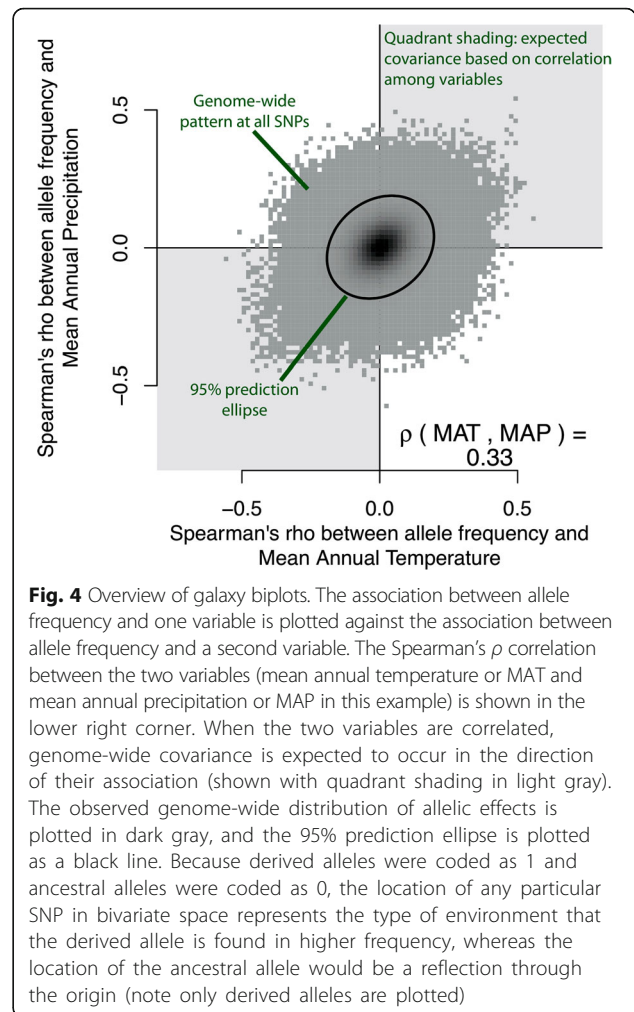 Quadrant shading: expected
covariance based on correlation
among variables
Genome-wide
pattern at all SNPs
Spearman's rho between allele frequency and
Mean Annual Precipitation
0.5
0.0
−0.5
95% prediction
ellipse
ρ ( MAT , MAP ) =
0.33
−0.5 0.0 0.5
Spearman's rho between allele frequency and
Mean Annual Temperature
Fig. 4 Overview of galaxy biplots. The association between allele
frequency and one variable is plotted against the association between
allele frequency and a second variable. The Spearman's ρ correlation
between the two variables (mean annual temperature or MAT and
mean annual precipitation or MAP in this example) is shown in the
lower right corner. When the two variables are correlated,
genome-wide covariance is expected to occur in the direction
of their association (shown with quadrant shading in light gray).
The observed genome-wide distribution of allelic effects is
plotted in dark gray, and the 95% prediction ellipse is plotted
as a black line. Because derived alleles were coded as 1 and
ancestral alleles were coded as 0, the location of any particular
SNP in bivariate space represents the type of environment that
the derived allele is found in higher frequency, whereas the
location of the ancestral allele would be a reflection through
the origin (note only derived alleles are plotted)